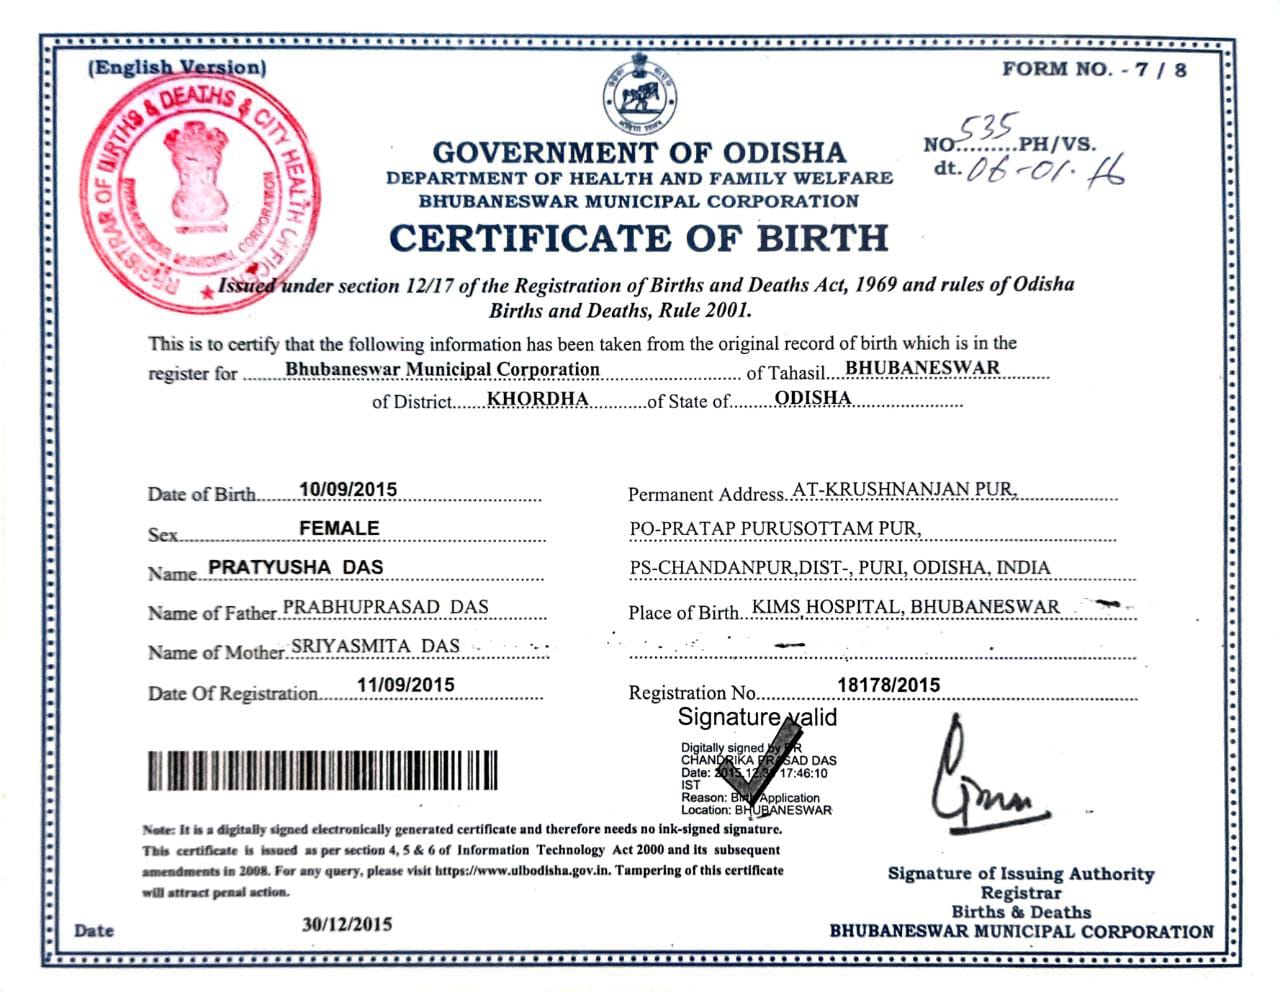 (English Version)
FORM NO. - 7 / 8
REGISTRAR OF BIRTHS & DEATHS & CITY HEALTH OFFICER
MUNICIPAL CORPORATION
NO.535.PH/VS.
dt. 06-01-16
GOVERNMENT OF ODISHA
DEPARTMENT OF HEALTH AND FAMILY WELFARE
BHUBANESWAR MUNICIPAL CORPORATION
CERTIFICATE OF BIRTH
Issued under section 12/17 of the Registration of Births and Deaths Act, 1969 and rules of Odisha
Births and Deaths, Rule 2001.
This is to certify that the following information has been taken from the original record of birth which is in the
register for Bhubaneswar Municipal Corporation of Tahasil BHUBANESWAR
of District KHORDHA of State of ODISHA
Date of Birth 10/09/2015
Sex FEMALE
Name PRATYUSHA DAS
Name of Father PRABHUPRASAD DAS
Name of Mother SRIYASMITA DAS
Date Of Registration 11/09/2015
Permanent Address AT-KRUSHNANJAN PUR,
PO-PRATAP PURUSOTTAM PUR,
PS-CHANDANPUR,DIST-, PURI, ODISHA, INDIA
Place of Birth KIMS HOSPITAL, BHUBANESWAR
Registration No. 18178/2015
Signature valid
Digitally signed by DR
CHANDRIKA PRASAD DAS
Date: 2015.12. 17:46:10
IST
Reason: Birth Application
Location: BHUBANESWAR
Note: It is a digitally signed electronically generated certificate and therefore needs no ink-signed signature.
This certificate is issued as per section 4, 5 & 6 of Information Technology Act 2000 and its subsequent
amendments in 2008. For any query, please visit https://www.ulbodisha.gov.in. Tampering of this certificate
will attract penal action.
Date 30/12/2015
Signature of Issuing Authority
Registrar
Births & Deaths
BHUBANESWAR MUNICIPAL CORPORATION